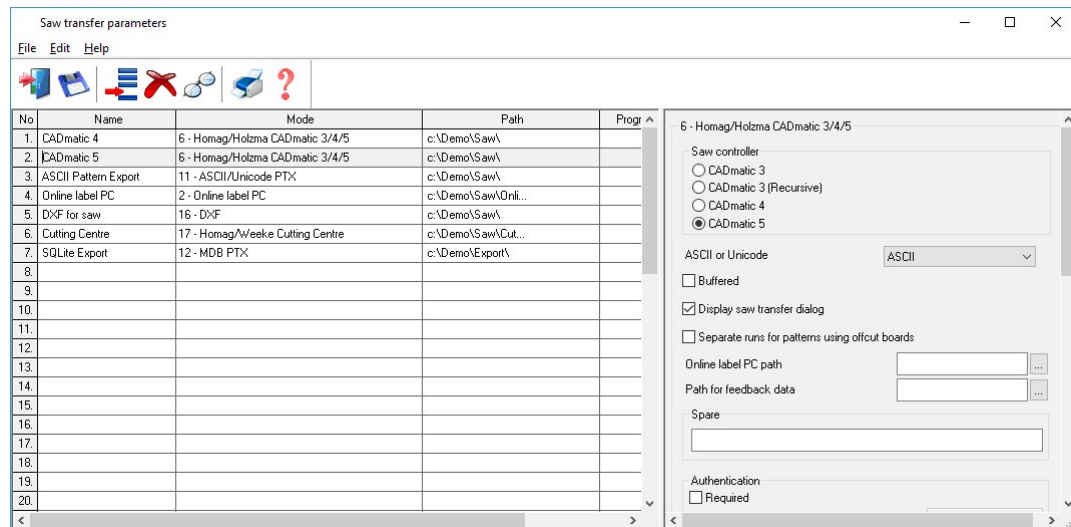 Saw transfer parameters
File Edit Help
No Name Mode Path Progr
1. CADmatic 4 6 - Homag/Holzma CADmatic 3/4/5 c:\Demo\Saw\
2. CADmatic 5 6 - Homag/Holzma CADmatic 3/4/5 c:\Demo\Saw\
3. ASCII Pattern Export 11 - ASCII/Unicode PTX c:\Demo\Saw\
4. Online label PC 2 - Online label PC c:\Demo\Saw\Onli...
5. DXF for saw 16 - DXF c:\Demo\Saw\
6. Cutting Centre 17 - Homag/Weeke Cutting Centre c:\Demo\Saw\Cut...
7. SQLite Export 12 - MDB PTX c:\Demo\Export\
8.
9.
10.
11.
12.
13.
14.
15.
16.
17.
18.
19.
20.
6 - Homag/Holzma CADmatic 3/4/5
Saw controller
CADmatic 3
CADmatic 3 (Recursive)
CADmatic 4
CADmatic 5
ASCII or Unicode ASCII
Buffered
Display saw transfer dialog
Separate runs for patterns using offcut boards
Online label PC path ...
Path for feedback data ...
Spare
Authentication
Required